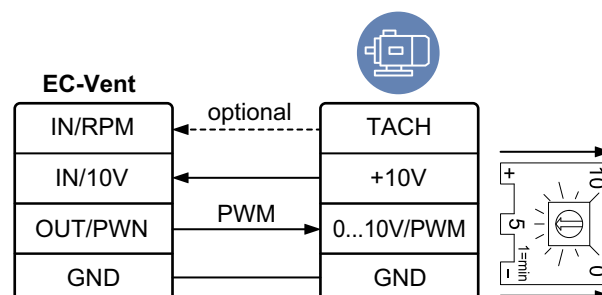 EC-Vent
IN/RPM
optional
TACH
IN/10V
+10V
OUT/PWN
PWM
0...10V/PWM
GND
GND
+
10
5
1=min
-
0